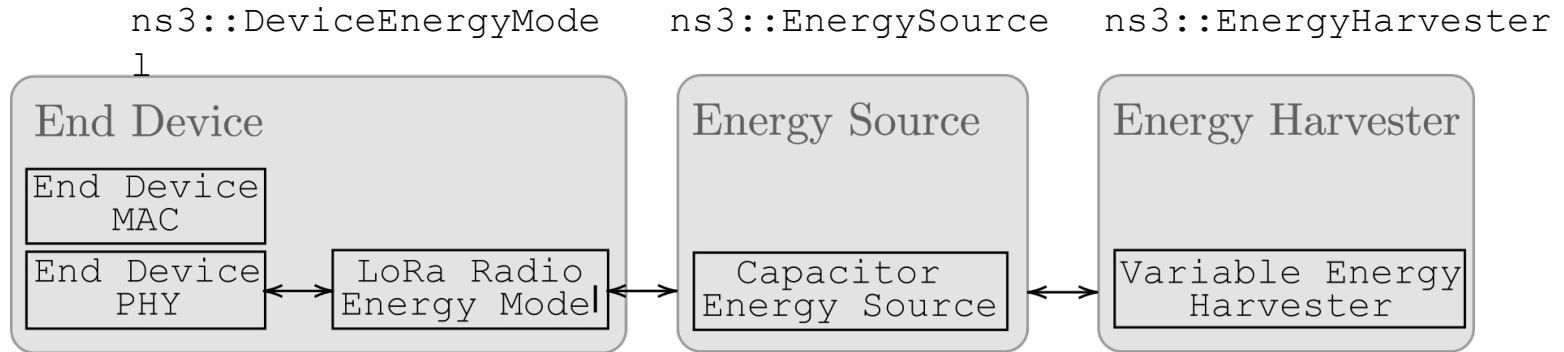 ns3::DeviceEnergyMode
l
ns3::EnergySource
ns3::EnergyHarvester
End Device
End Device
MAC
End Device
PHY
LoRa Radio
Energy Model
Energy Source
Capacitor
Energy Source
Energy Harvester
Variable Energy
Harvester